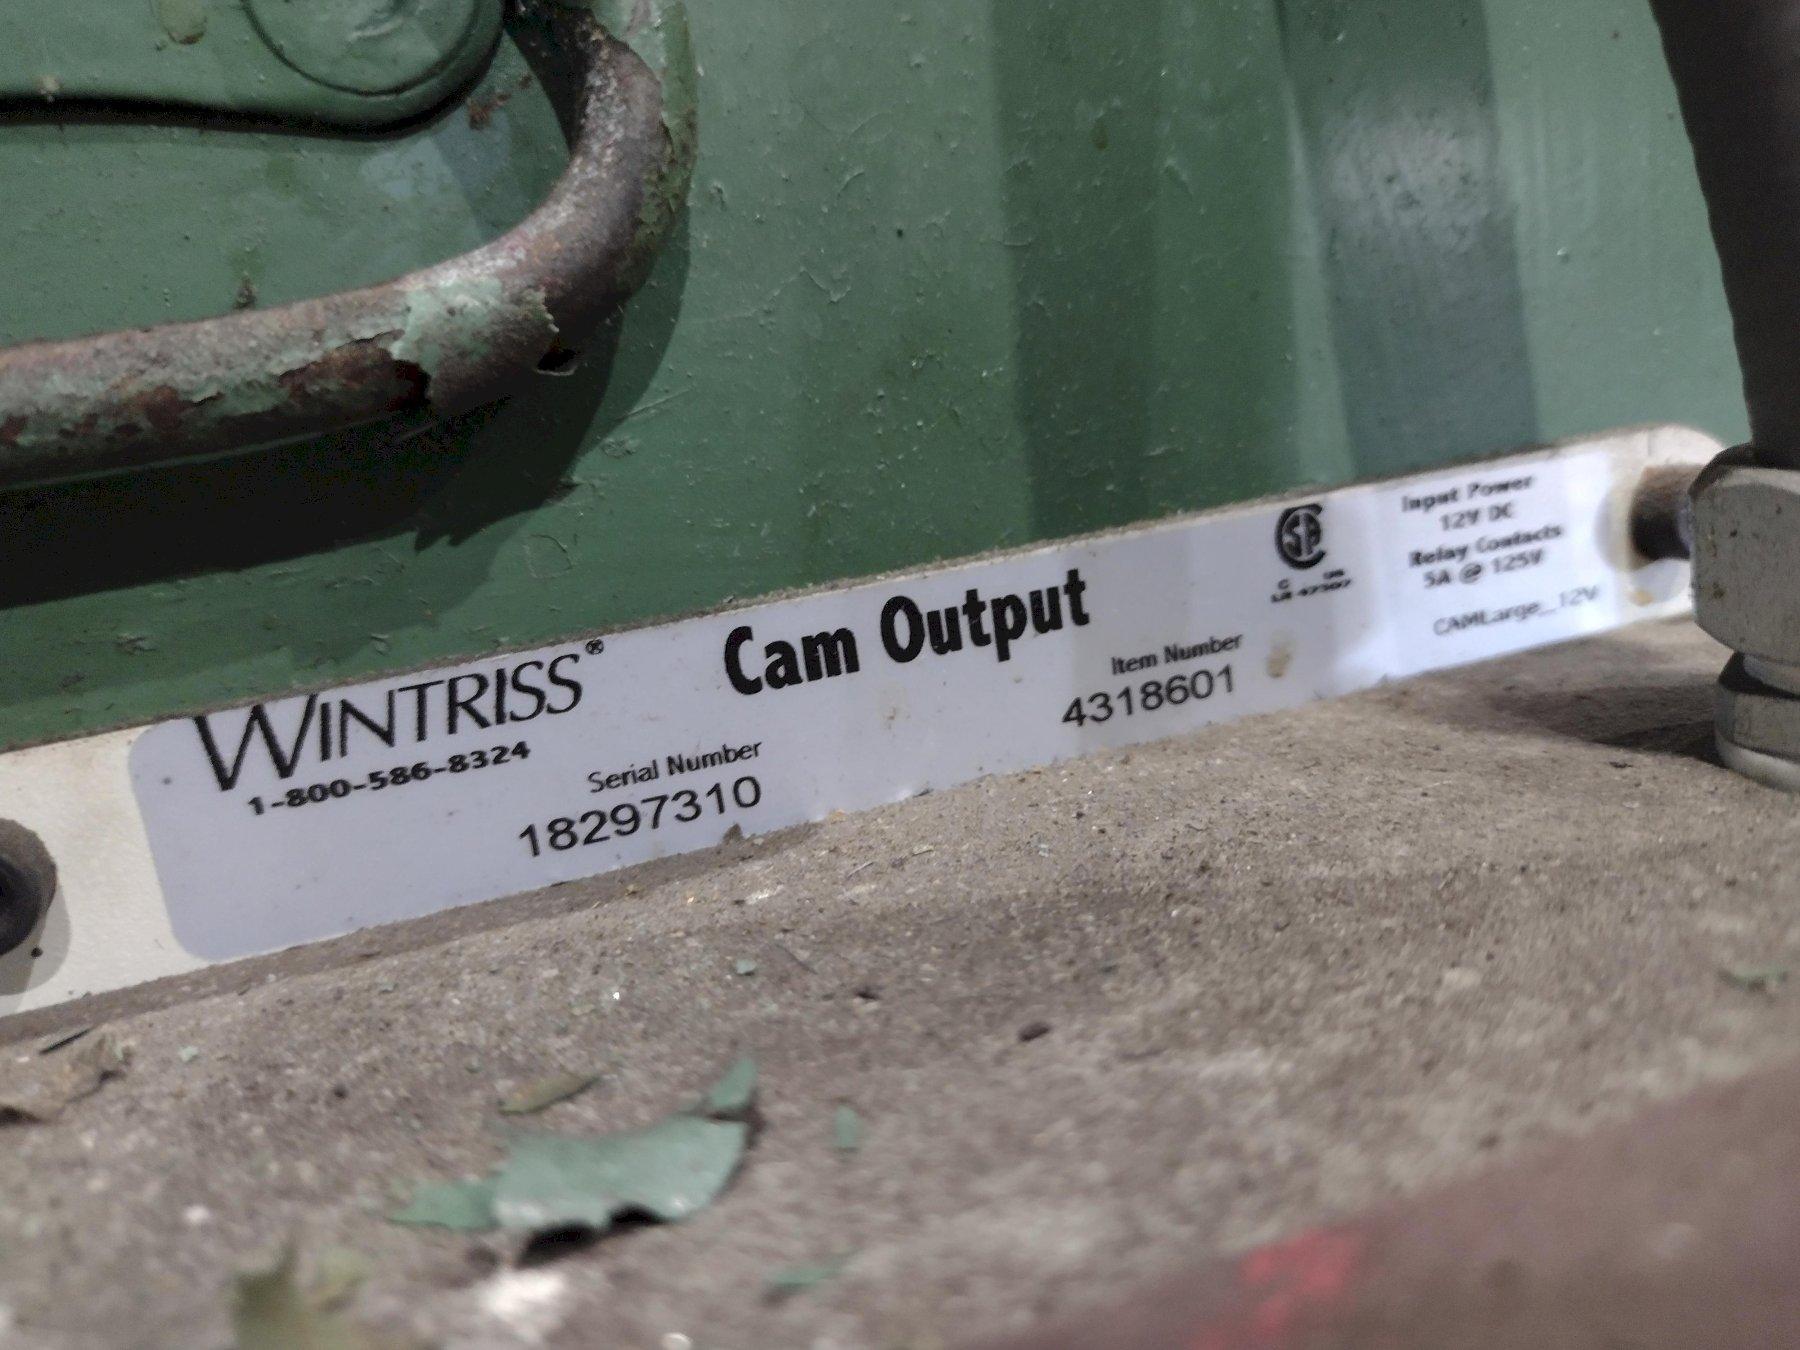 WINTRISS®
1-800-586-8324
Serial Number
18297310
Cam Output
Item Number
4318601
C US
Input Power
12V DC
Relay Contacts
5A @ 125V
CAMLarge_12V